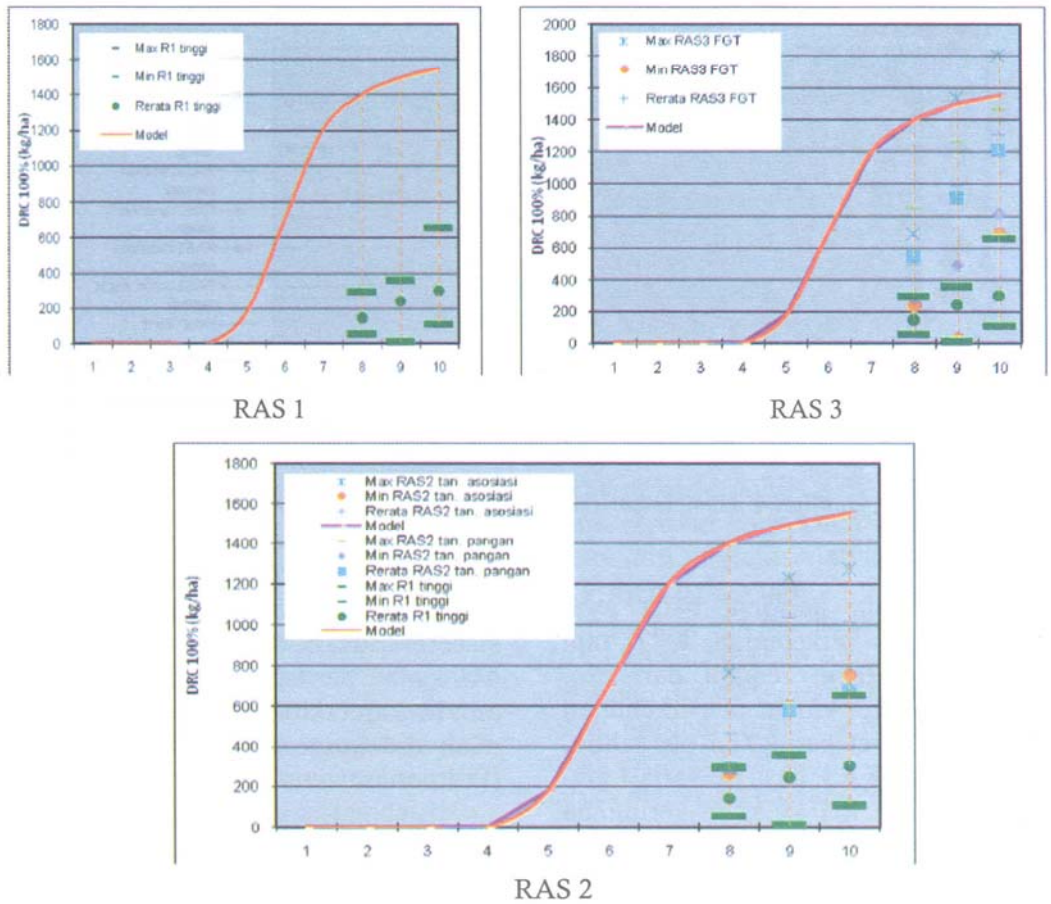 1800
1600
1400
1200
1000
800
600
400
200
0
DRC 100% (kg/ha)
Max R1 tinggi
Min R1 tinggi
Rerata R1 tinggi
Model
1 2 3 4 5 6 7 8 9 10
RAS 1
2000
1800
1600
1400
1200
1000
800
600
400
200
0
DRC 100% (kg/ha)
Max RAS3 FGT
Min RAS3 FGT
Rerata RAS3 FGT
Model
1 2 3 4 5 6 7 8 9 10
RAS 3
1800
1600
1400
1200
1000
800
600
400
200
0
DRC 100% (kg/ha)
Max RAS2 tan. asosiasi
Min RAS2 tan. asosiasi
Rerata RAS2 tan. asosiasi
Model
Max RAS2 tan. pangan
Min RAS2 tan. pangan
Rerata RAS2 tan. pangan
Max R1 tinggi
Min R1 tinggi
Rerata R1 tinggi
Model
1 2 3 4 5 6 7 8 9 10
RAS 2